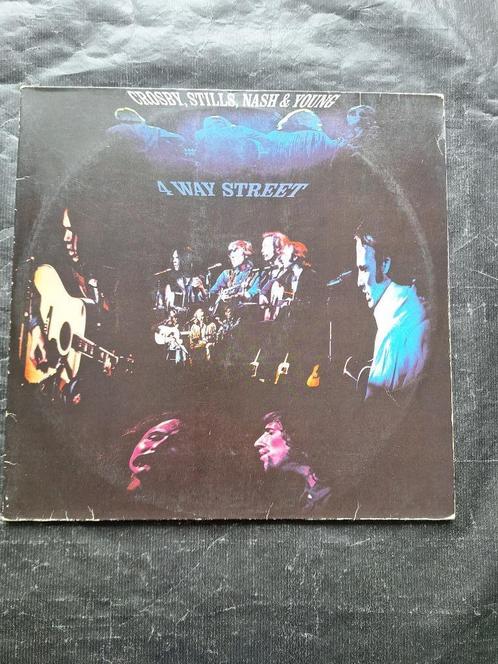 CROSBY, STILLS, NASH & YOUNG
4 WAY STREET